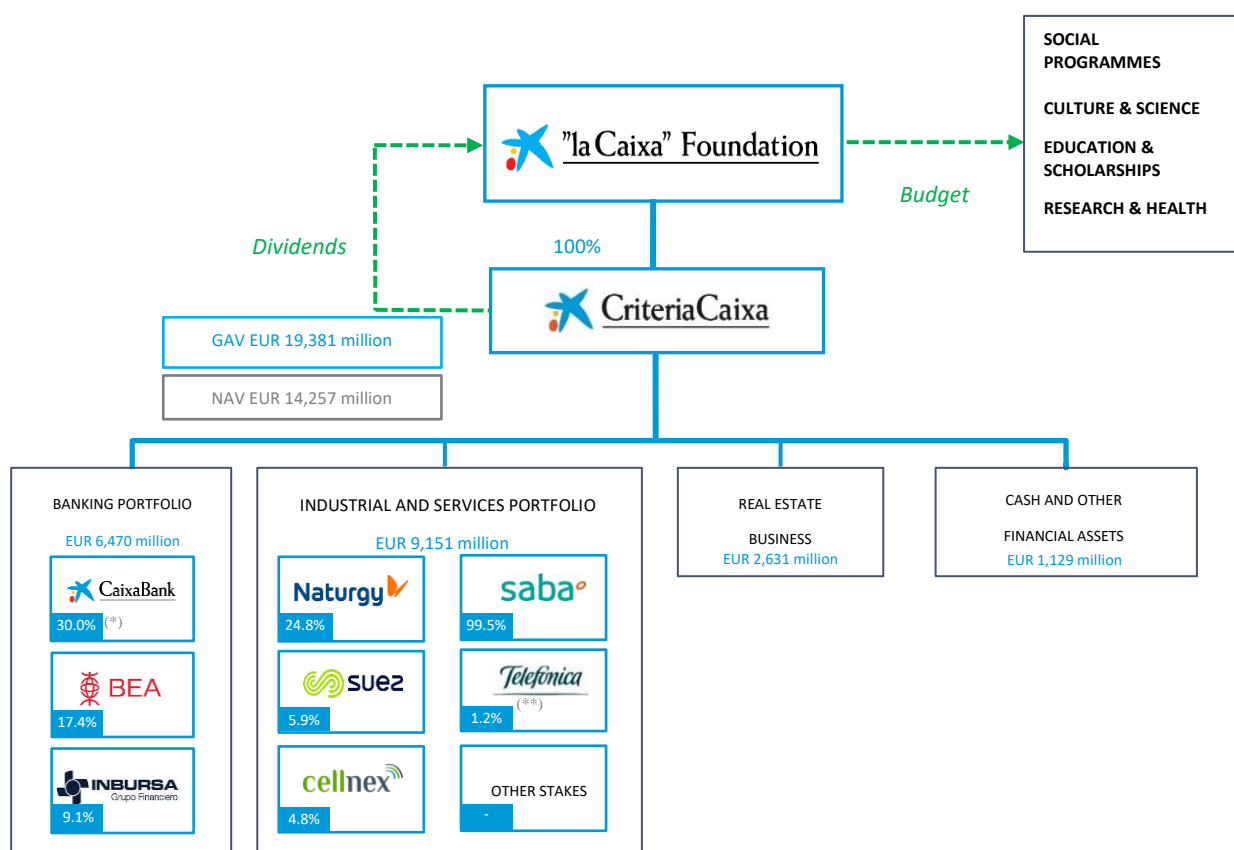 SOCIAL
PROGRAMMES
CULTURE & SCIENCE
EDUCATION &
SCHOLARSHIPS
RESEARCH & HEALTH
"la Caixa" Foundation
Budget
Dividends
100%
CriteriaCaixa
GAV EUR 19,381 million
NAV EUR 14,257 million
BANKING PORTFOLIO
EUR 6,470 million
CaixaBank
30.0% (*)
BEA
17.4%
INBURSA
Grupo Financiero
9.1%
INDUSTRIAL AND SERVICES PORTFOLIO
EUR 9,151 million
Naturgy
24.8%
saba
99.5%
suez
5.9%
Telefónica
(**)
1.2%
cellnex
4.8%
OTHER STAKES
-
REAL ESTATE
BUSINESS
EUR 2,631 million
CASH AND OTHER
FINANCIAL ASSETS
EUR 1,129 million